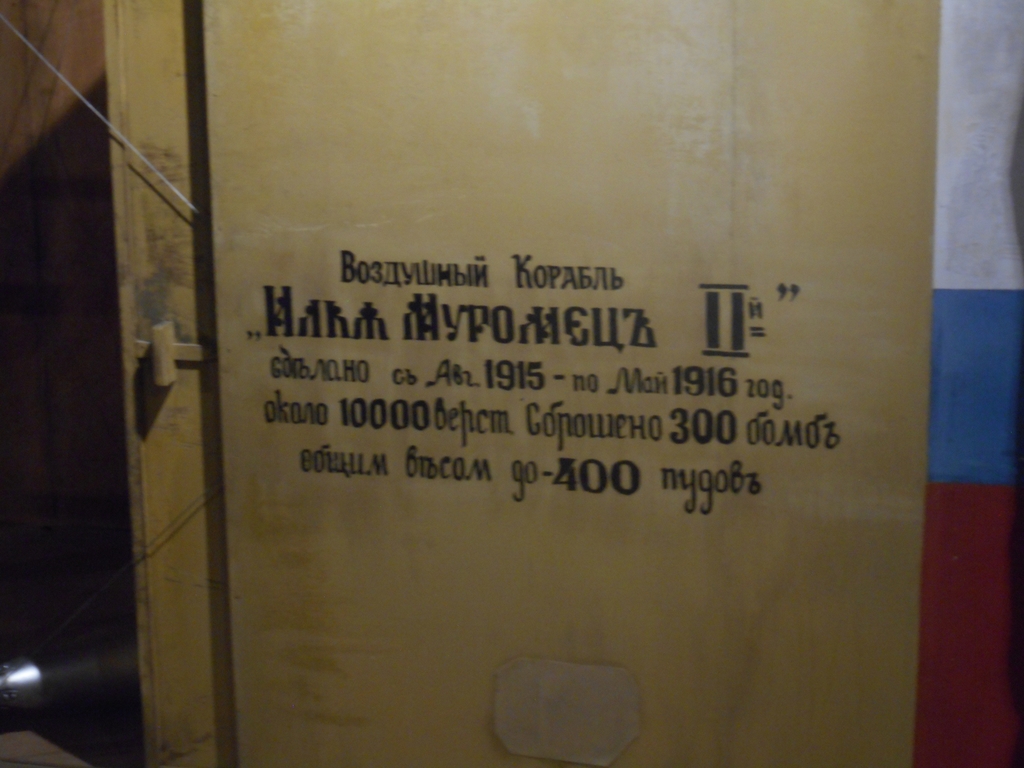 Воздушный Корабль
„Илья Муромецъ IIй”
сдѣлано съ Авг. 1915 - по Май 1916 год.
около 10000 верст. Сброшено 300 бомбъ
общим вѣсом до - 400 пудовъ